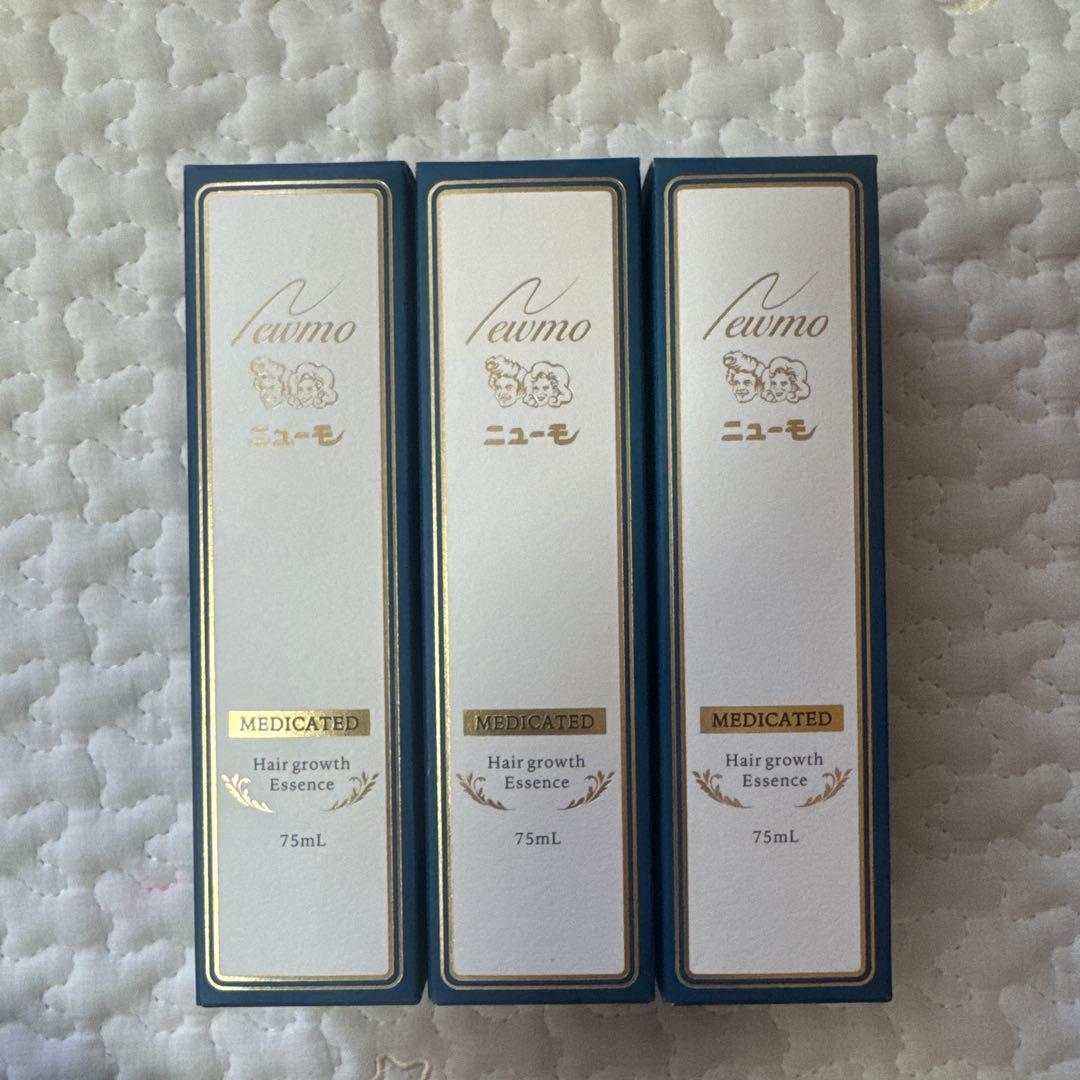 Newmo
ニューモ
MEDICATED
Hair growth
Essence
75mL
Newmo
ニューモ
MEDICATED
Hair growth
Essence
75mL
Newmo
ニューモ
MEDICATED
Hair growth
Essence
75mL